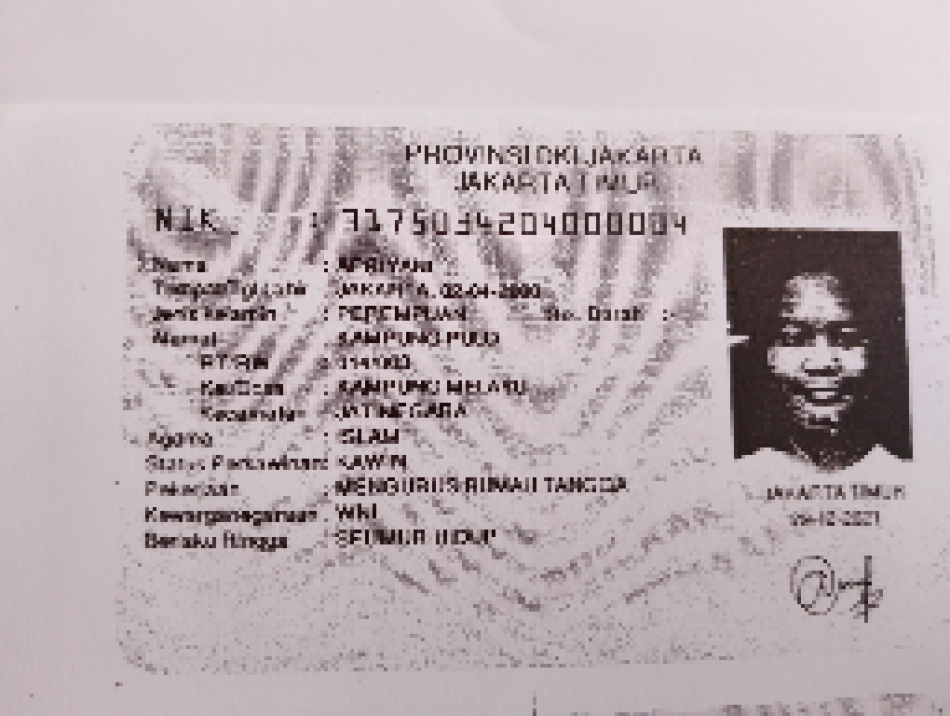 PROVINSI DKI JAKARTA
JAKARTA TIMUR
NIK :
Nama : APRIYANI
Tempat/Tgl Lahir : JAKARTA, 02-04-2000
Jenis Kelamin : PEREMPUAN Gol. Darah : -
Alamat : KAMPUNG PULO
RT/RW :
Kel/Desa : KAMPUNG MELAYU
Kecamatan : JATINEGARA
Agama : ISLAM
Status Perkawinan: KAWIN
Pekerjaan : MENGURUS RUMAH TANGGA
Kewarganegaraan : WNI
Berlaku Hingga : SEUMUR HIDUP
JAKARTA TIMUR